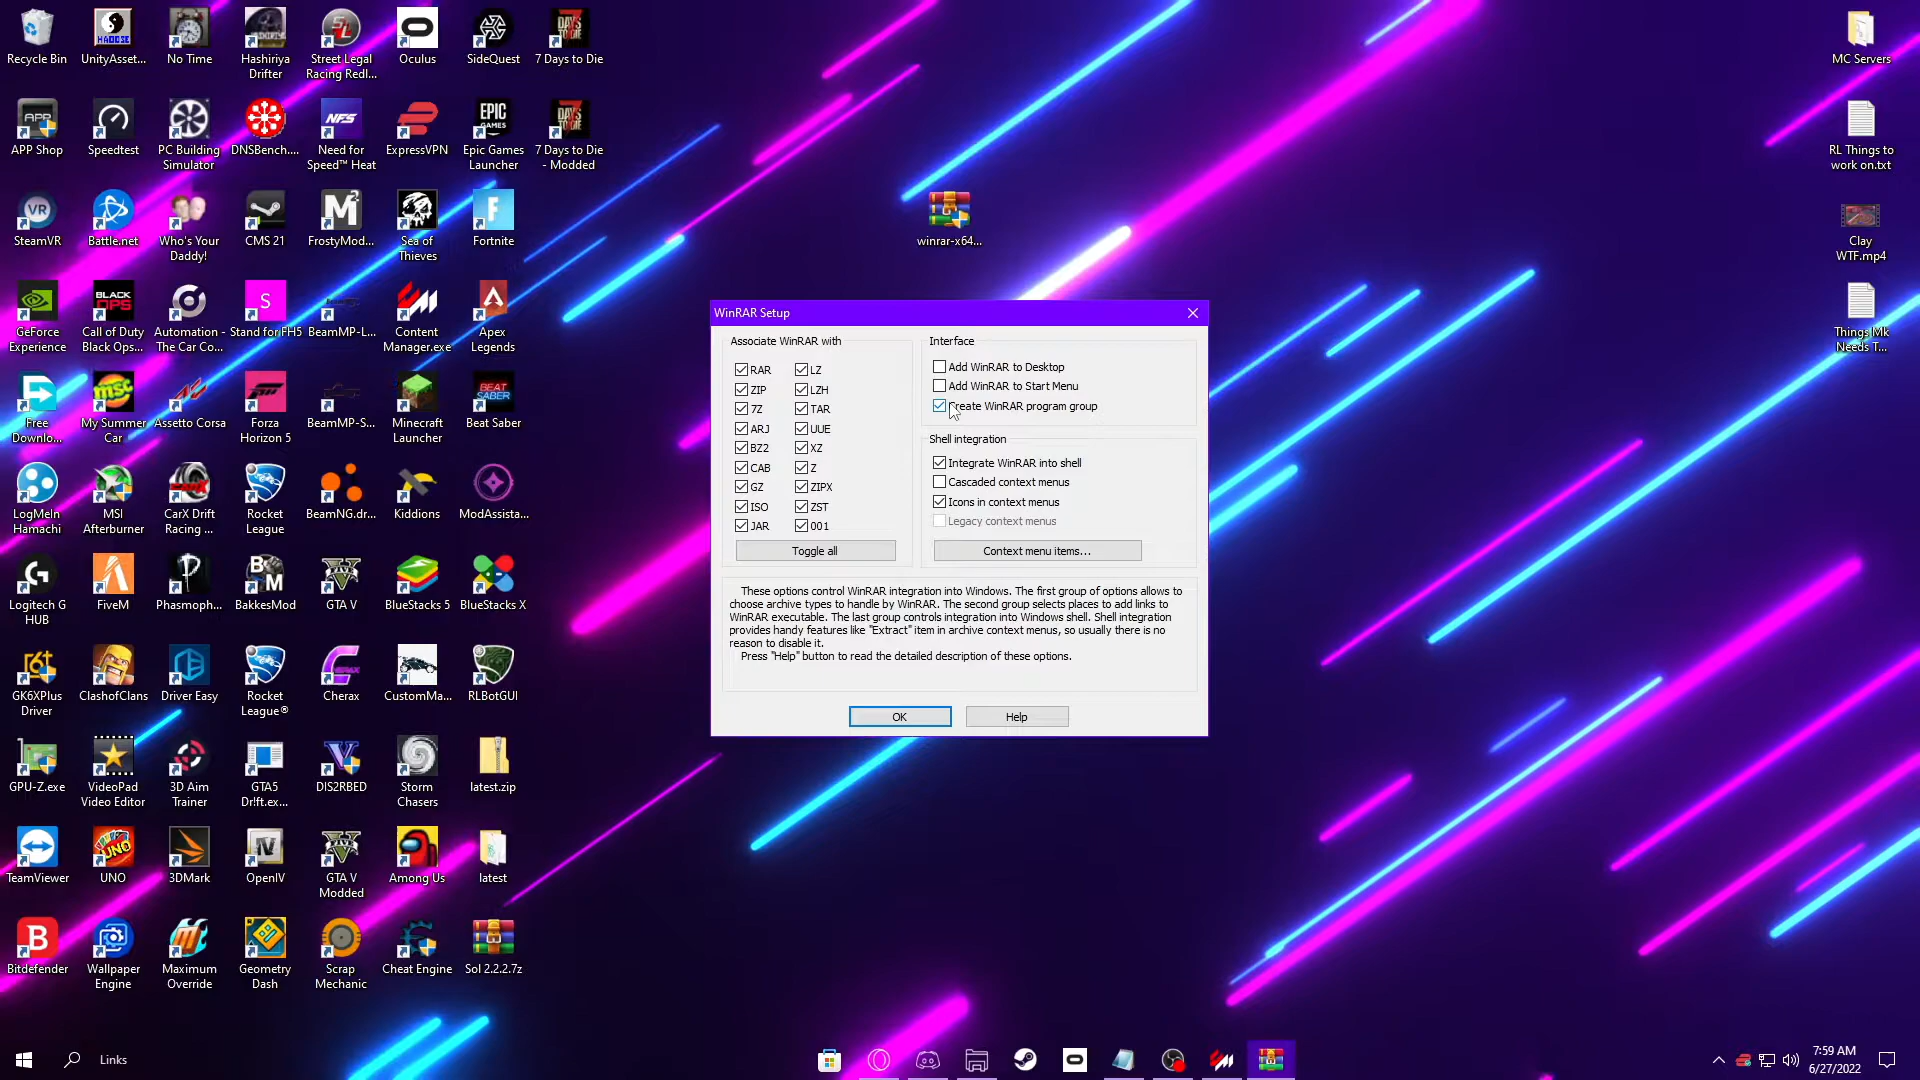 Recycle Bin
UnityAsset...
No Time
Hashiriya
Drifter
Street Legal
Racing Redl...
Oculus
SideQuest
7 Days to Die
MC Servers
APP Shop
Speedtest
PC Building
Simulator
DNSBench....
Need for
Speed™ Heat
ExpressVPN
Epic Games
Launcher
7 Days to Die
- Modded
RL Things to
work on.txt
SteamVR
Battle.net
Who's Your
Daddy!
CMS 21
FrostyMod...
Sea of
Thieves
Fortnite
winrar-x64...
Clay
WTF.mp4
GeForce
Experience
Call of Duty
Black Ops...
Automation -
The Car Co...
Stand for FH5
BeamMP-L...
Content
Manager.exe
Apex
Legends
Things Mk
Needs T...
Free
Downlo...
My Summer
Car
Assetto Corsa
Forza
Horizon 5
BeamMP-S...
Minecraft
Launcher
Beat Saber
LogMeIn
Hamachi
MSI
Afterburner
CarX Drift
Racing ...
Rocket
League
BeamNG.dr...
Kiddions
ModAssista...
Logitech G
HUB
FiveM
Phasmoph...
BakkesMod
GTA V
BlueStacks 5
BlueStacks X
GK6XPlus
Driver
ClashofClans
Driver Easy
Rocket
League®
Cherax
CustomMa...
RLBotGUI
GPU-Z.exe
VideoPad
Video Editor
3D Aim
Trainer
GTA5
Dr!ft.ex...
DIS2RBED
Storm
Chasers
latest.zip
TeamViewer
UNO
3DMark
OpenIV
GTA V
Modded
Among Us
latest
Bitdefender
Wallpaper
Engine
Maximum
Override
Geometry
Dash
Scrap
Mechanic
Cheat Engine
Sol 2.2.2.7z
WinRAR Setup
Associate WinRAR with
RAR
LZ
ZIP
LZH
7Z
TAR
ARJ
UUE
BZ2
XZ
CAB
Z
GZ
ZIPX
ISO
ZST
JAR
001
Toggle all
Interface
Add WinRAR to Desktop
Add WinRAR to Start Menu
Create WinRAR program group
Shell integration
Integrate WinRAR into shell
Cascaded context menus
Icons in context menus
Legacy context menus
Context menu items...
These options control WinRAR integration into Windows. The first group of options allows to
choose archive types to handle by WinRAR. The second group selects places to add links to
WinRAR executable. The last group controls integration into Windows shell. Shell integration
provides handy features like "Extract" item in archive context menus, so usually there is no
reason to disable it.
Press "Help" button to read the detailed description of these options.
OK
Help
Links
7:59 AM
6/27/2022